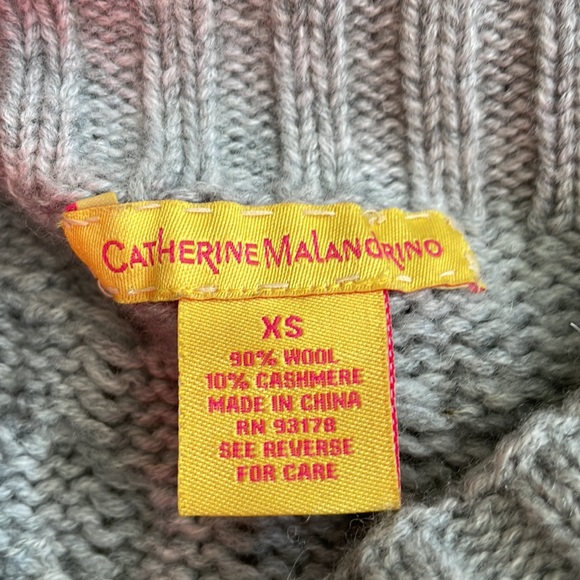 CATHERINE MALANDRINO
XS
90% WOOL
10% CASHMERE
MADE IN CHINA
RN 93178
SEE REVERSE
FOR CARE